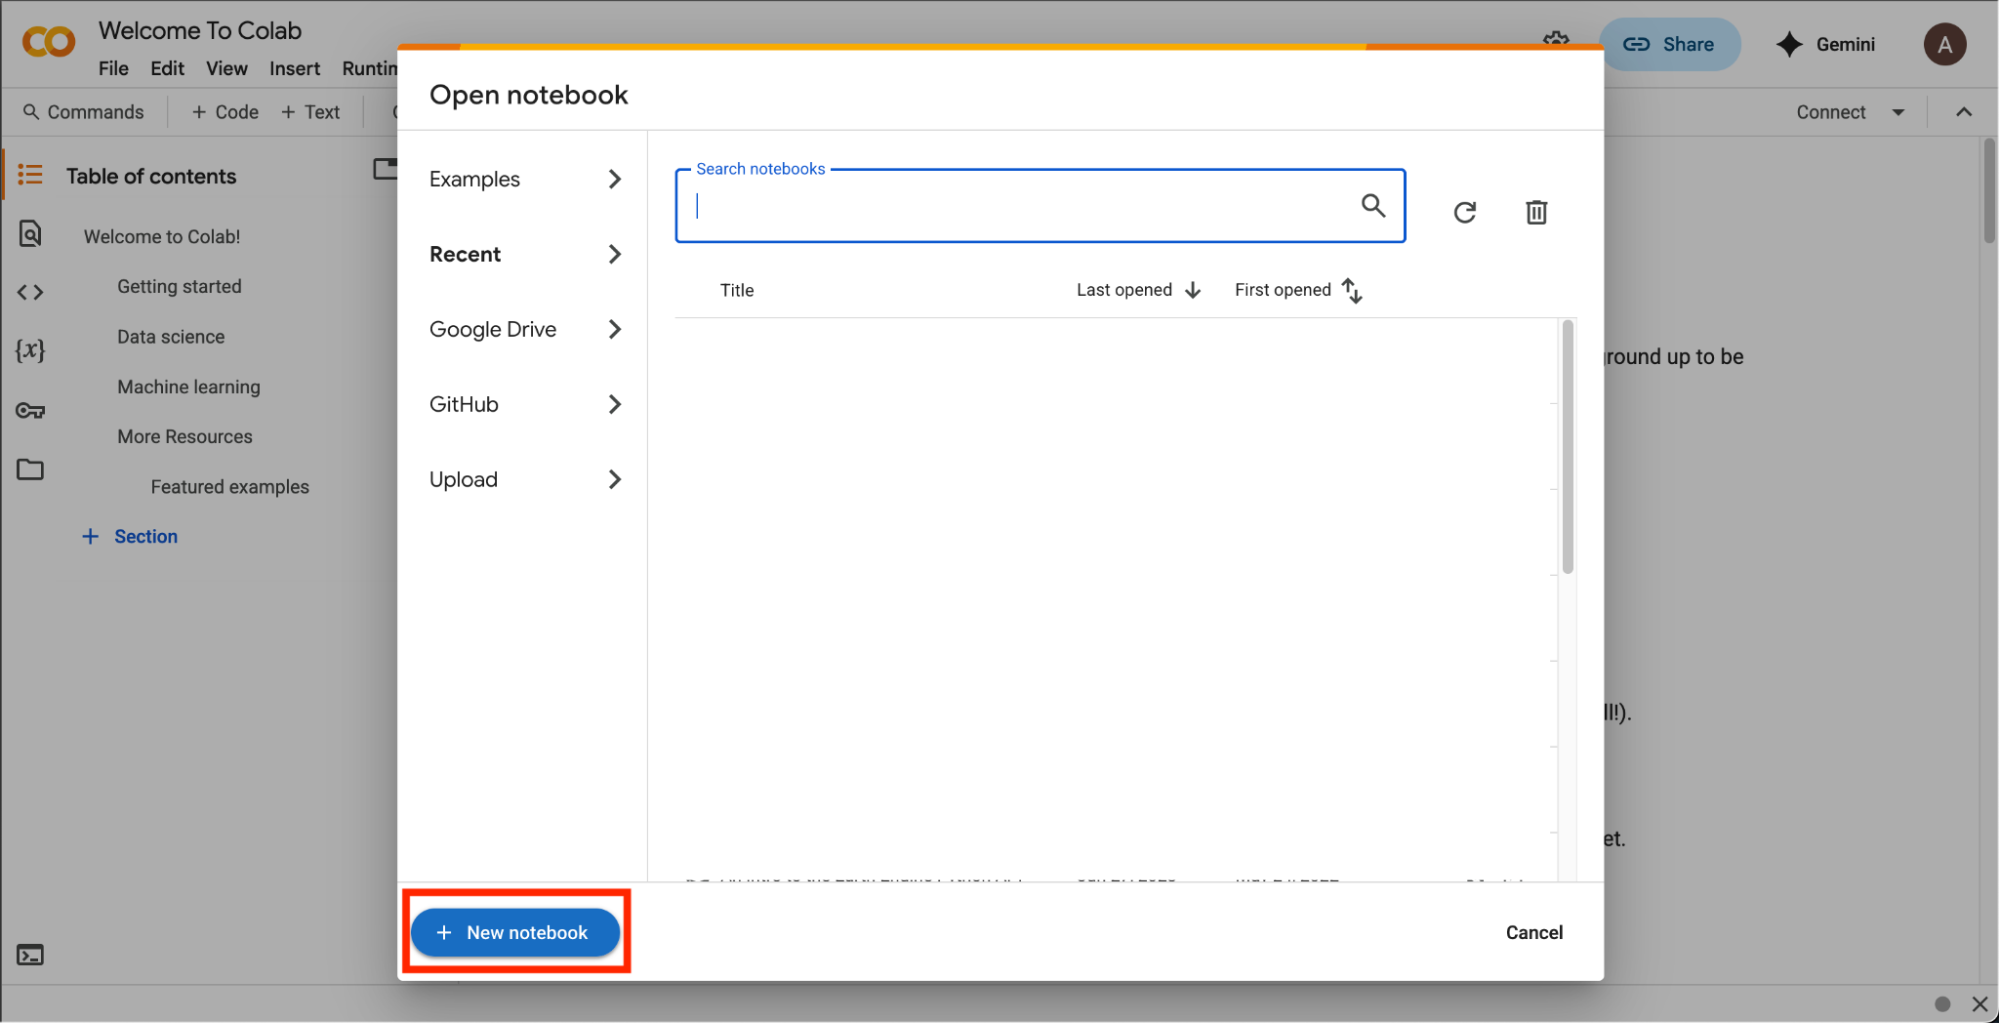 Welcome To Colab
File Edit View Insert
Share
Gemini
A
Commands
+ Code + Text
Connect
Table of contents
Welcome to Colab!
Getting started
Data science
Machine learning
More Resources
Featured examples
+ Section
Open notebook
Examples
Recent
Google Drive
GitHub
Upload
Search notebooks
Title Last opened First opened
round up to be
ll!).
et.
+ New notebook
Cancel